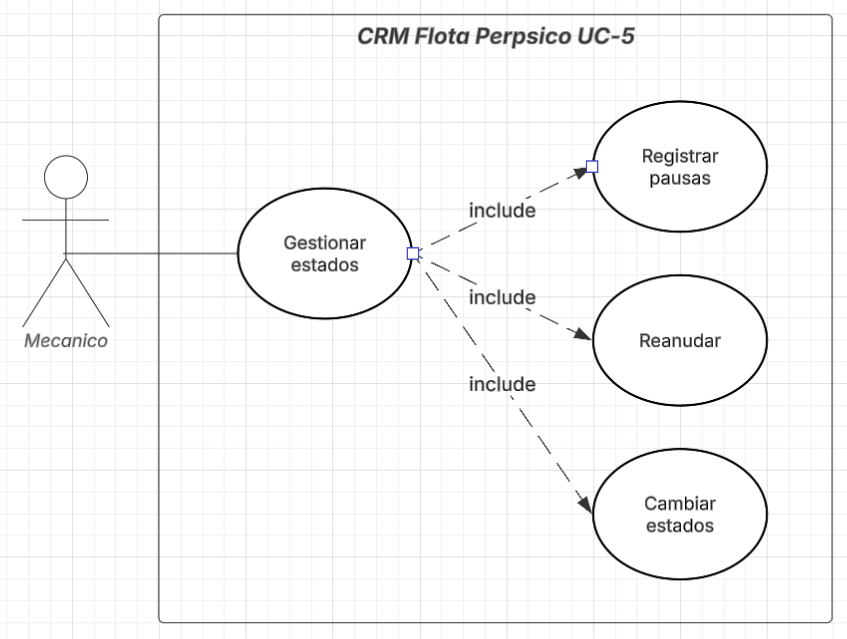 CRM Flota Perpsico UC-5
Registrar
pausas
include
Gestionar
estados
include
Reanudar
Mecanico
include
Cambiar
estados